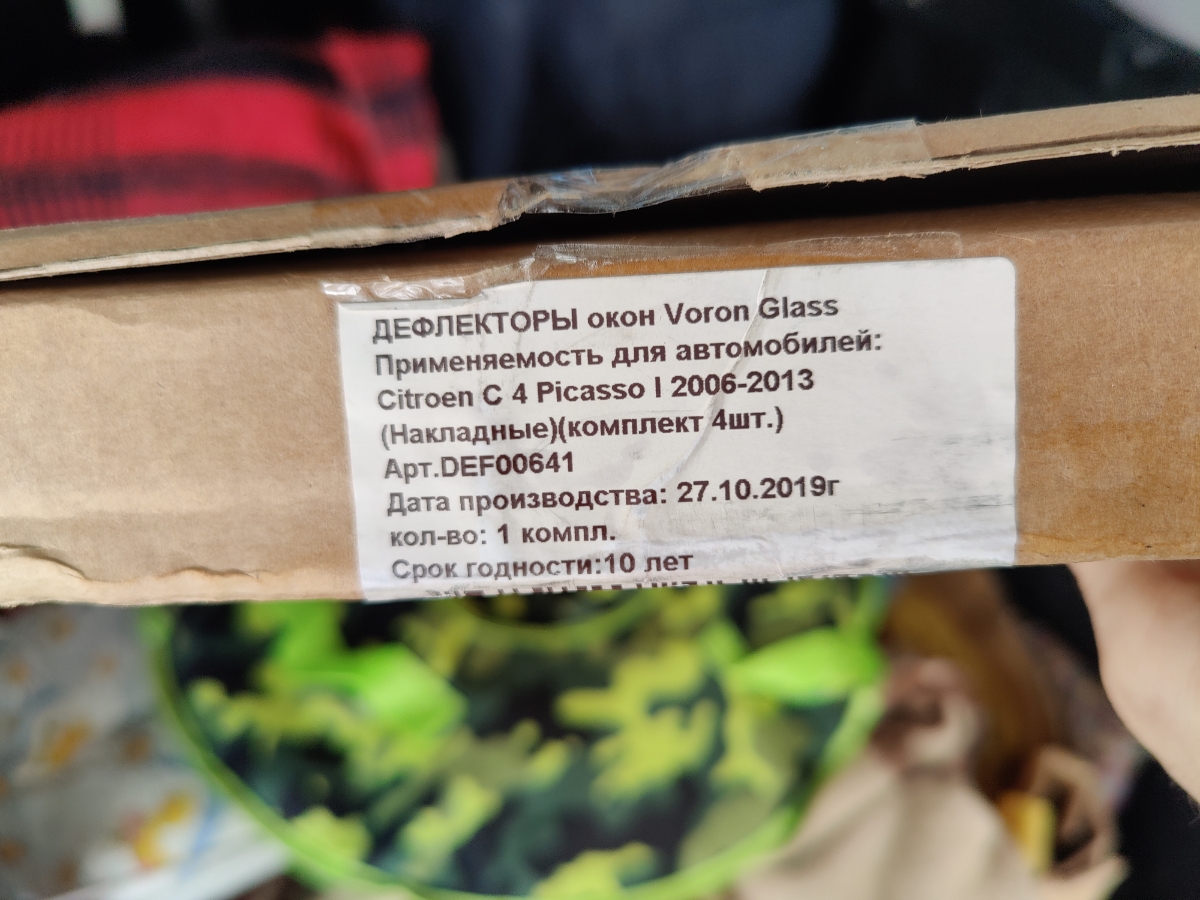 ДЕФЛЕКТОРЫ окон Voron Glass
Применяемость для автомобилей:
Citroen C 4 Picasso I 2006-2013
(Накладные)(комплект 4шт.)
Арт.DEF00641
Дата производства: 27.10.2019г
кол-во: 1 компл.
Срок годности:10 лет